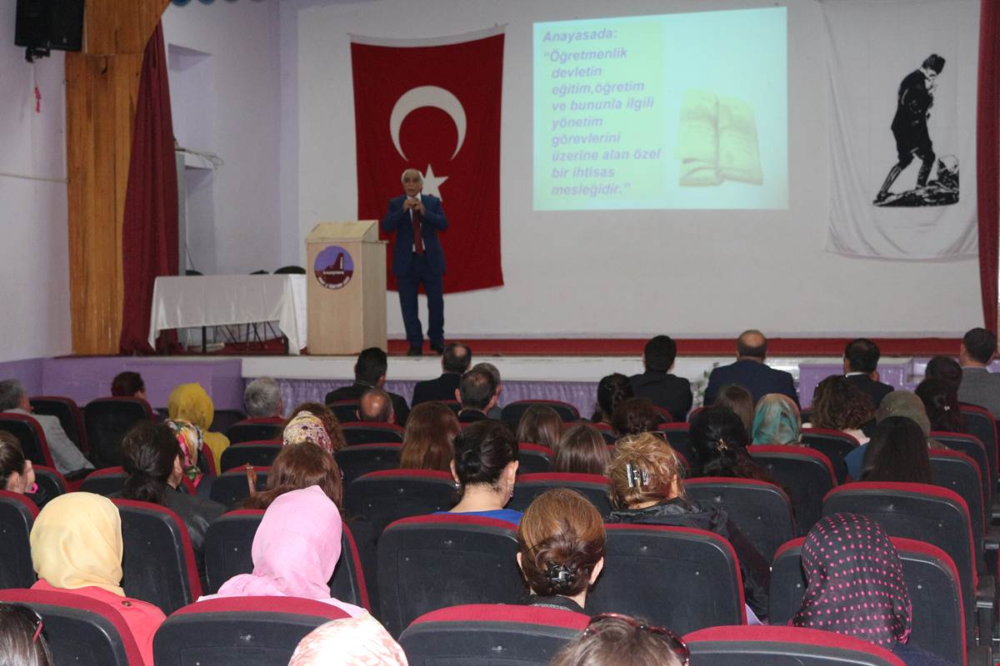 Anayasada:
"Öğretmenlik
devletin
eğitim,öğretim
ve bununla ilgili
yönetim
görevlerini
üzerine alan özel
bir ihtisas
mesleğidir."